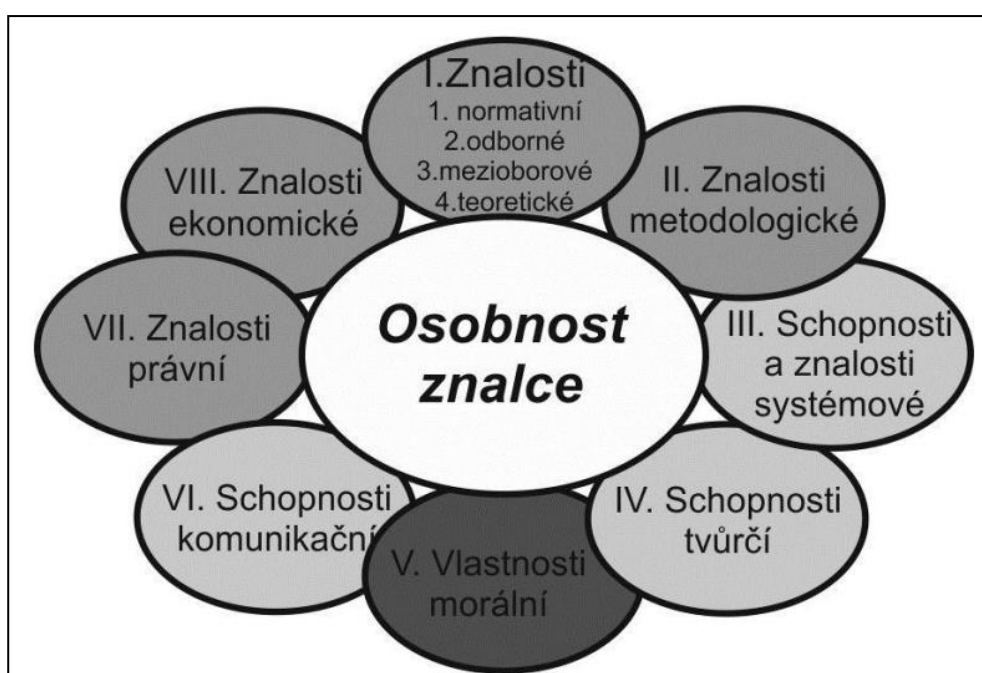 I.Znalosti
1. normativní
2.odborné
3.mezioborové
4.teoretické
II. Znalosti
metodologické
III. Schopnosti
a znalosti
systémové
IV. Schopnosti
tvůrčí
V. Vlastnosti
morální
VI. Schopnosti
komunikační
VII. Znalosti
právní
VIII. Znalosti
ekonomické
Osobnost
znalce